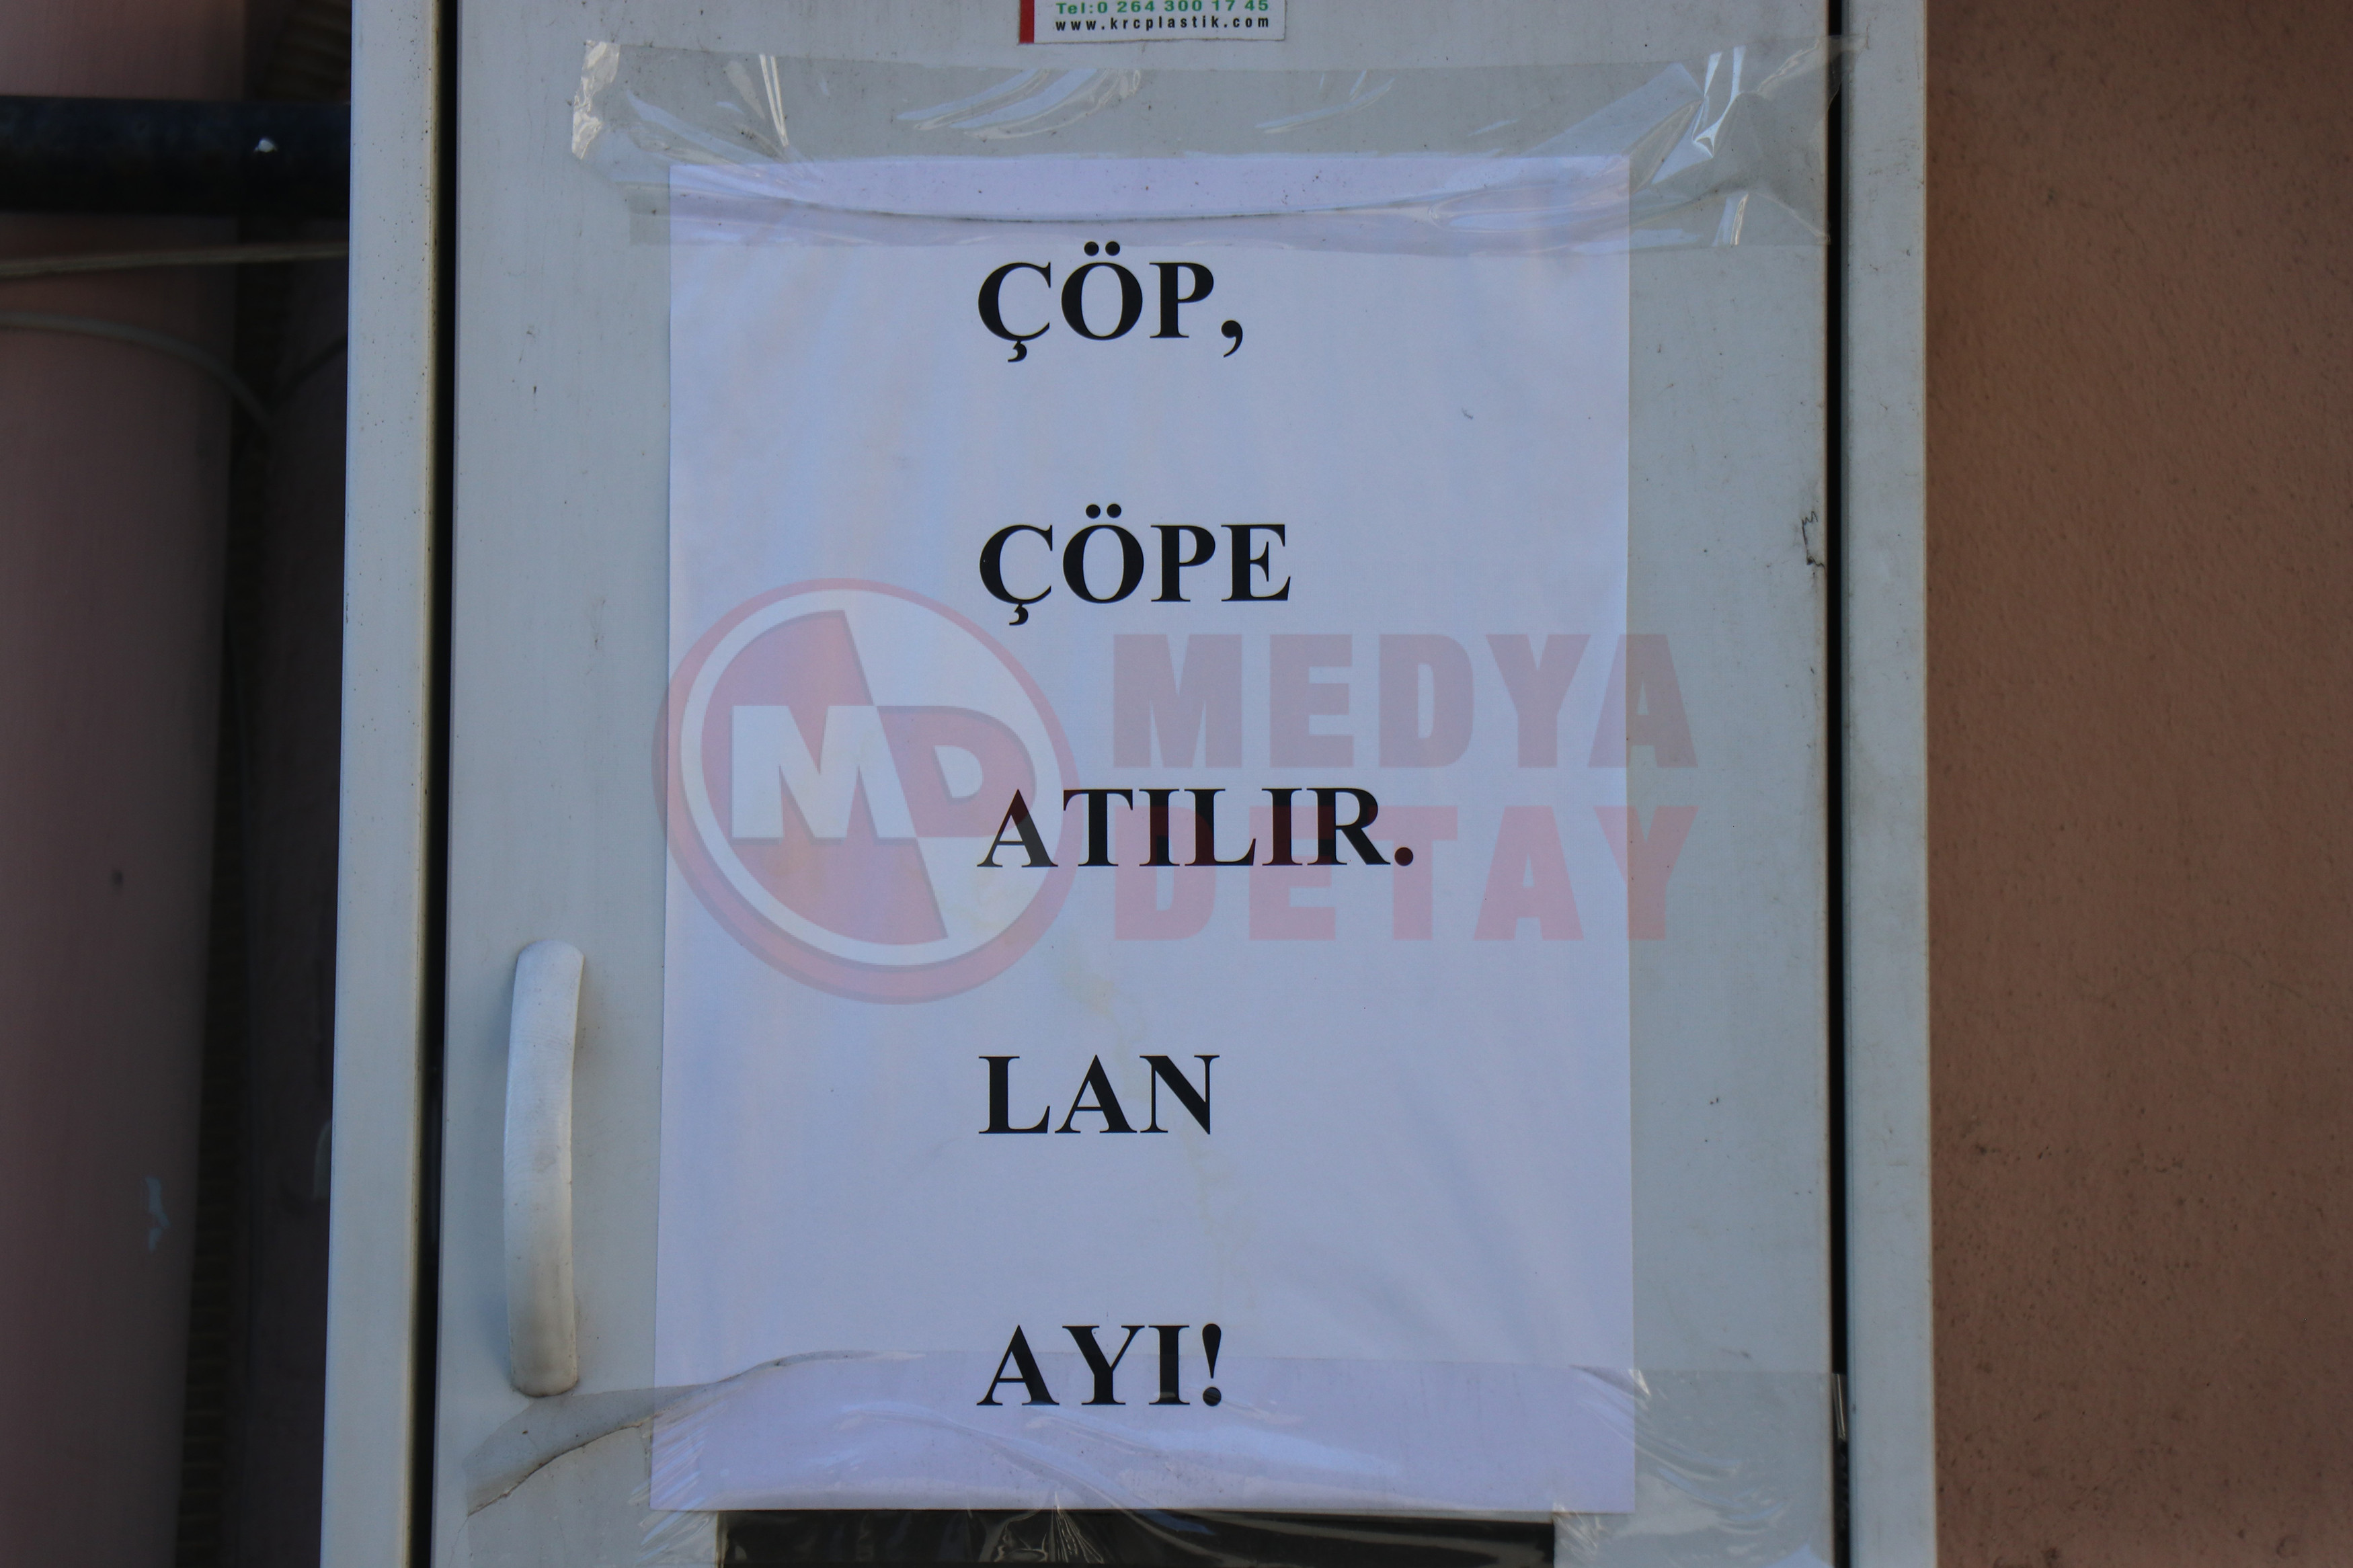 Tel:0 264 300 17 45
www.krcplastik.com
ÇÖP,
ÇÖPE
MEDYA
MD
ATILIR.
DETAY
LAN
AYI!